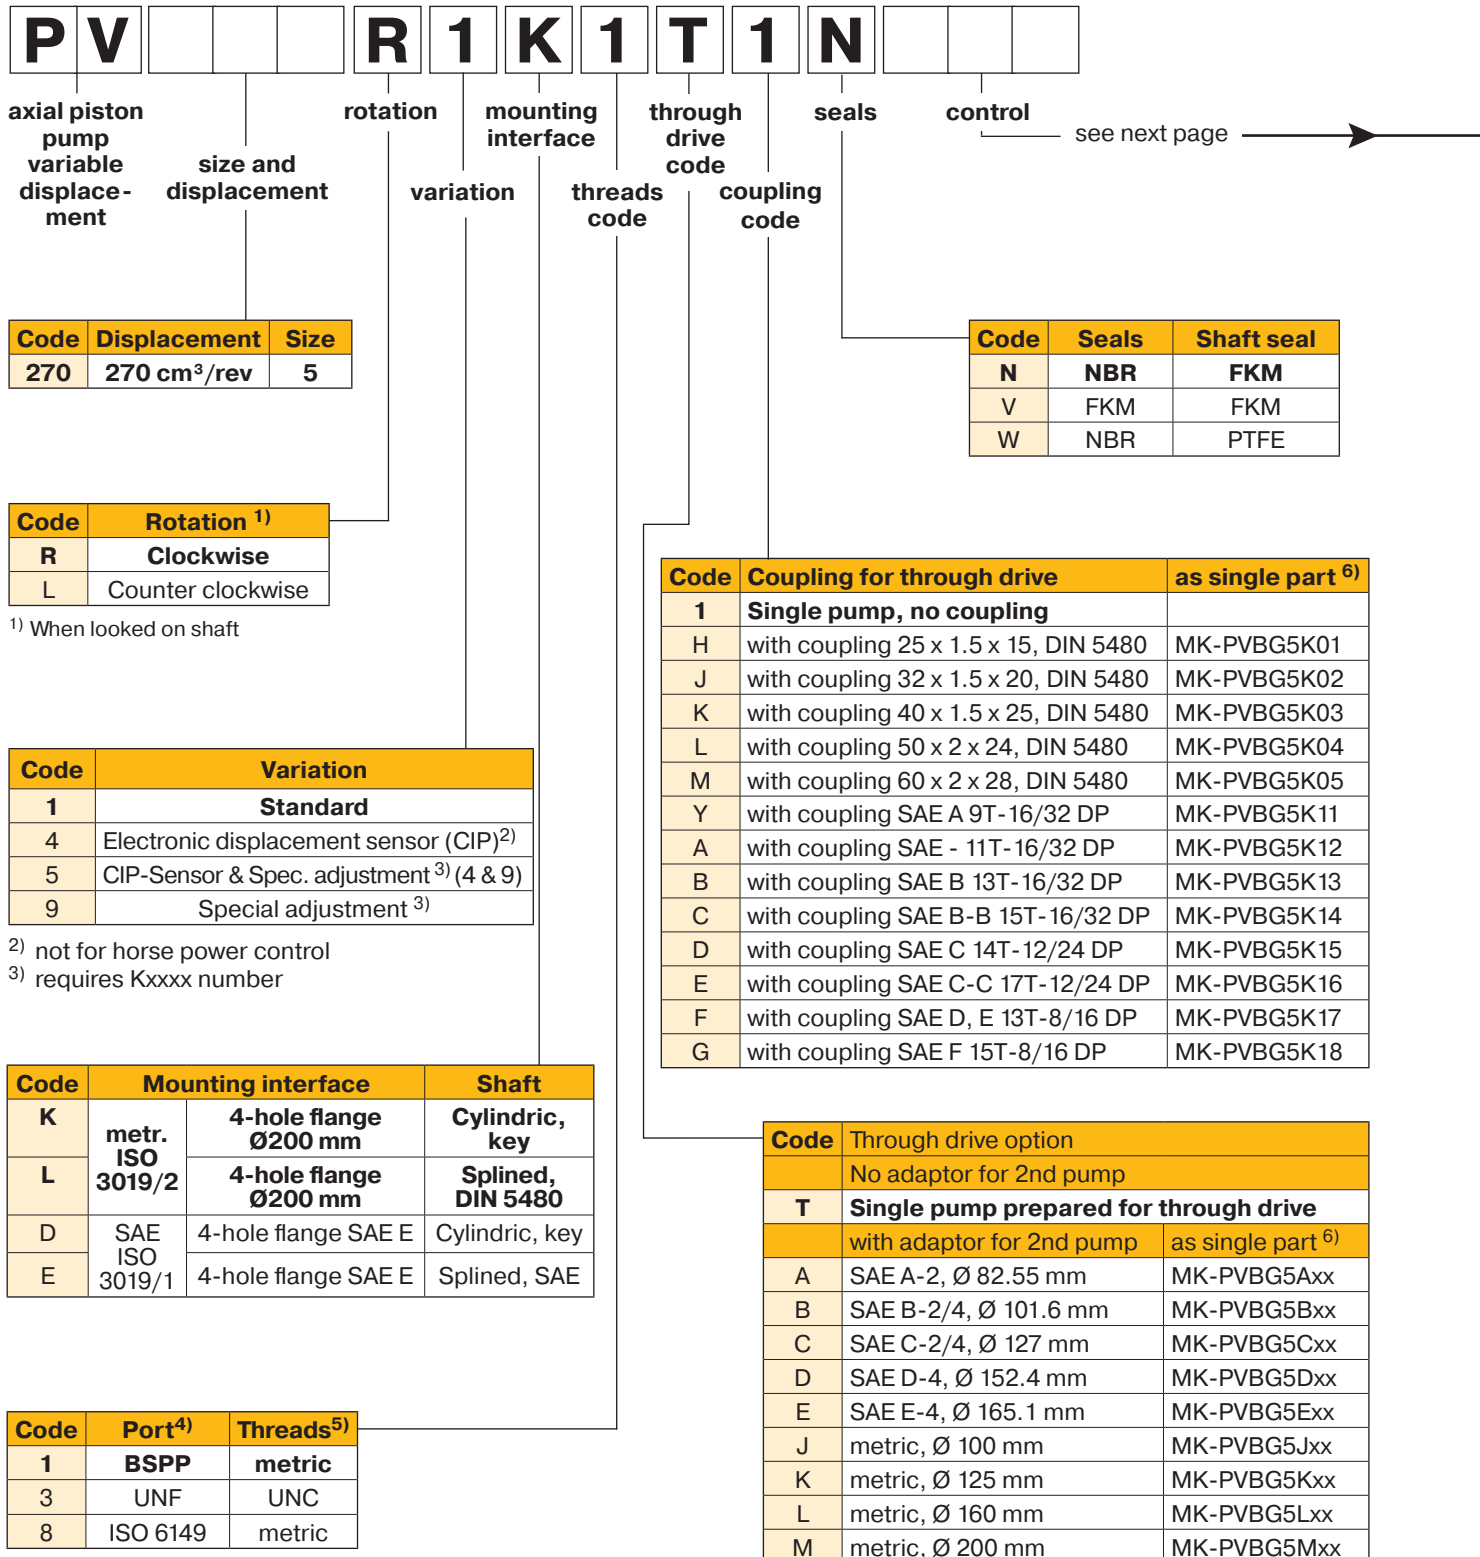 PV R1K1T1N
axial piston pump variable displace- ment
size and displacement
rotation
variation
mounting interface
threads code
through drive code
coupling code
seals
control
see next page
Code Displacement Size
270 270 cm³/rev 5
Code Seals Shaft seal
N NBR FKM
V FKM FKM
W NBR PTFE
Code Rotation 1)
R Clockwise
L Counter clockwise
1) When looked on shaft
Code Coupling for through drive as single part 6)
1 Single pump, no coupling
H with coupling 25 x 1.5 x 15, DIN 5480 MK-PVBG5K01
J with coupling 32 x 1.5 x 20, DIN 5480 MK-PVBG5K02
K with coupling 40 x 1.5 x 25, DIN 5480 MK-PVBG5K03
L with coupling 50 x 2 x 24, DIN 5480 MK-PVBG5K04
M with coupling 60 x 2 x 28, DIN 5480 MK-PVBG5K05
Y with coupling SAE A 9T-16/32 DP MK-PVBG5K11
A with coupling SAE - 11T-16/32 DP MK-PVBG5K12
B with coupling SAE B 13T-16/32 DP MK-PVBG5K13
C with coupling SAE B-B 15T-16/32 DP MK-PVBG5K14
D with coupling SAE C 14T-12/24 DP MK-PVBG5K15
E with coupling SAE C-C 17T-12/24 DP MK-PVBG5K16
F with coupling SAE D, E 13T-8/16 DP MK-PVBG5K17
G with coupling SAE F 15T-8/16 DP MK-PVBG5K18
Code Variation
1 Standard
4 Electronic displacement sensor (CIP)2)
5 CIP-Sensor & Spec. adjustment 3) (4 & 9)
9 Special adjustment 3)
2) not for horse power control
3) requires Kxxxx number
Code Mounting interface Shaft
K metr. ISO 3019/2 4-hole flange Ø200 mm Cylindric, key
L 4-hole flange Ø200 mm Splined, DIN 5480
D SAE ISO 3019/1 4-hole flange SAE E Cylindric, key
E 4-hole flange SAE E Splined, SAE
Code Through drive option
No adaptor for 2nd pump
T Single pump prepared for through drive
with adaptor for 2nd pump as single part 6)
A SAE A-2, Ø 82.55 mm MK-PVBG5Axx
B SAE B-2/4, Ø 101.6 mm MK-PVBG5Bxx
C SAE C-2/4, Ø 127 mm MK-PVBG5Cxx
D SAE D-4, Ø 152.4 mm MK-PVBG5Dxx
E SAE E-4, Ø 165.1 mm MK-PVBG5Exx
J metric, Ø 100 mm MK-PVBG5Jxx
K metric, Ø 125 mm MK-PVBG5Kxx
L metric, Ø 160 mm MK-PVBG5Lxx
M metric, Ø 200 mm MK-PVBG5Mxx
Code Port4) Threads5)
1 BSPP metric
3 UNF UNC
8 ISO 6149 metric